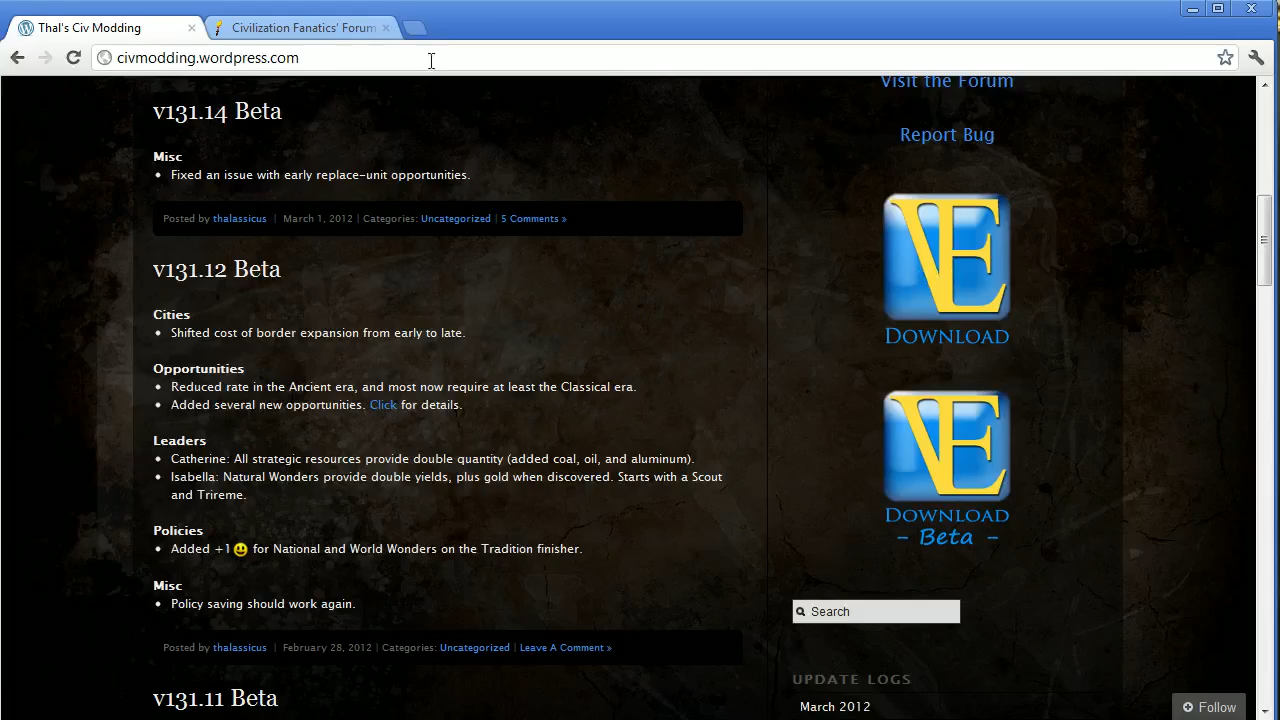 Thal's Civ Modding
Civilization Fanatics' Forum
civmodding.wordpress.com
v131.14 Beta
Misc
• Fixed an issue with early replace-unit opportunities.
Posted by thalassicus | March 1, 2012 | Categories: Uncategorized | 5 Comments »
v131.12 Beta
Cities
• Shifted cost of border expansion from early to late.
Opportunities
• Reduced rate in the Ancient era, and most now require at least the Classical era.
• Added several new opportunities. Click for details.
Leaders
• Catherine: All strategic resources provide double quantity (added coal, oil, and aluminum).
• Isabella: Natural Wonders provide double yields, plus gold when discovered. Starts with a Scout
and Trireme.
Policies
• Added +1 for National and World Wonders on the Tradition finisher.
Misc
• Policy saving should work again.
Posted by thalassicus | February 28, 2012 | Categories: Uncategorized | Leave A Comment »
v131.11 Beta
Visit the Forum
Report Bug
VE
DOWNLOAD
VE
DOWNLOAD
- Beta -
Search
UPDATE LOGS
March 2012
Follow